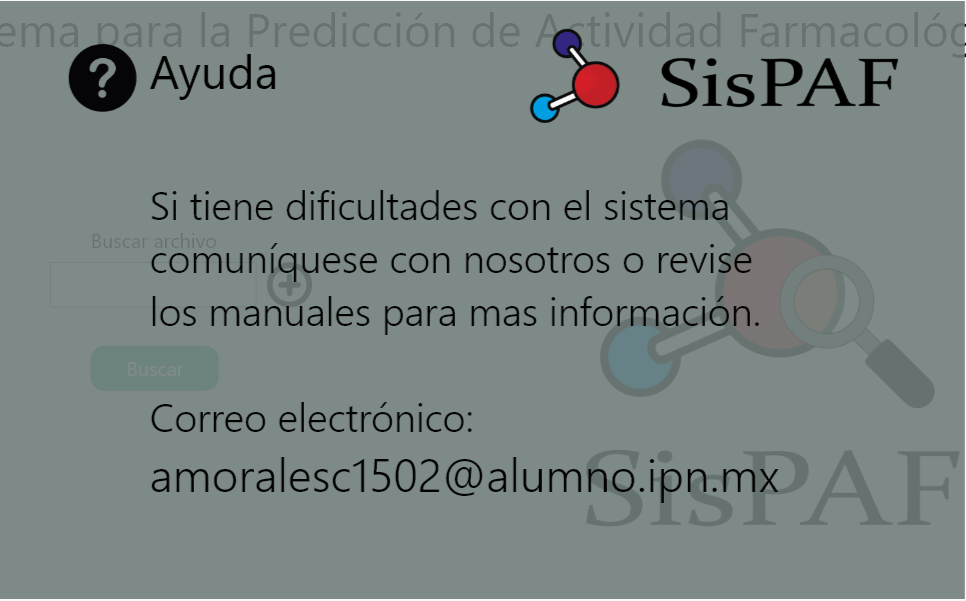 ema para la Predicción de Actividad Farmacológ
Ayuda
SisPAF
Si tiene dificultades con el sistema
Buscar archivo
comuníquese con nosotros o revise
los manuales para mas información.
Buscar
Correo electrónico:
amoralesc1502@alumno.ipn.mx
SisPAF